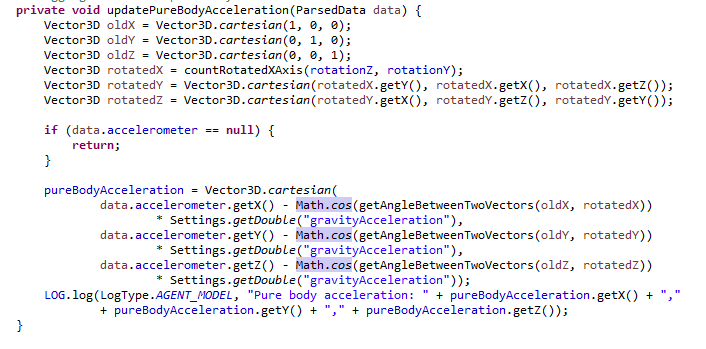 private void updatePureBodyAcceleration(ParsedData data) {
Vector3D oldX = Vector3D.cartesian(1, 0, 0);
Vector3D oldY = Vector3D.cartesian(0, 1, 0);
Vector3D oldZ = Vector3D.cartesian(0, 0, 1);
Vector3D rotatedX = countRotatedXAxis(rotationZ, rotationY);
Vector3D rotatedY = Vector3D.cartesian(rotatedX.getY(), rotatedX.getX(), rotatedX.getZ());
Vector3D rotatedZ = Vector3D.cartesian(rotatedY.getX(), rotatedY.getZ(), rotatedY.getY());
if (data.accelerometer == null) {
return;
}
pureBodyAcceleration = Vector3D.cartesian(
data.accelerometer.getX() - Math.cos(getAngleBetweenTwoVectors(oldX, rotatedX))
* Settings.getDouble("gravityAcceleration"),
data.accelerometer.getY() - Math.cos(getAngleBetweenTwoVectors(oldY, rotatedY))
* Settings.getDouble("gravityAcceleration"),
data.accelerometer.getZ() - Math.cos(getAngleBetweenTwoVectors(oldZ, rotatedZ))
* Settings.getDouble("gravityAcceleration"));
LOG.log(LogType.AGENT_MODEL, "Pure body acceleration: " + pureBodyAcceleration.getX() + ","
+ pureBodyAcceleration.getY() + "," + pureBodyAcceleration.getZ());
}